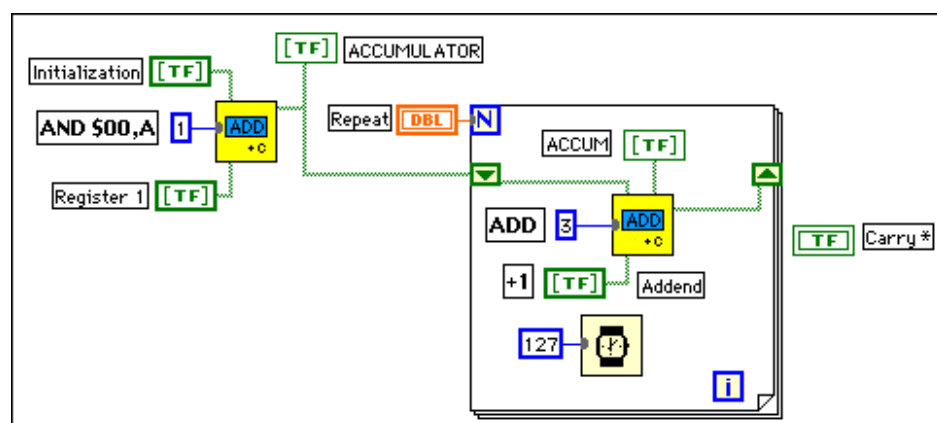 [TF] ACCUMULATOR
Initialization [TF]
AND $00,A 1 ADD +C
Register 1 [TF]
Repeat DBL N
ACCUM [TF]
ADD 3 ADD +C
+1 [TF] Addend
127
i
TF Carry*